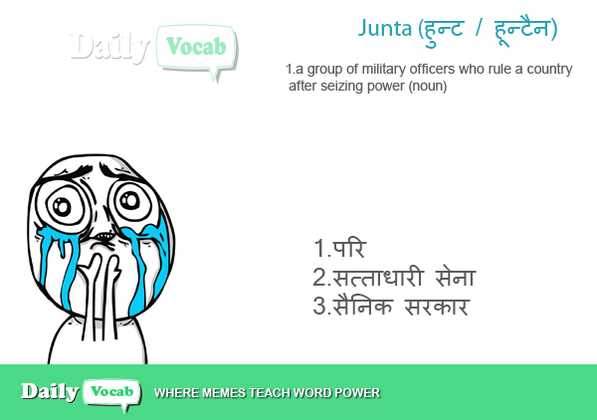 Daily Vocab
Junta (हुन्ट / हून्टैन)
1.a group of military officers who rule a country
after seizing power (noun)
1.परि
2.सत्ताधारी सेना
3.सैनिक सरकार
Daily Vocab WHERE MEMES TEACH WORD POWER